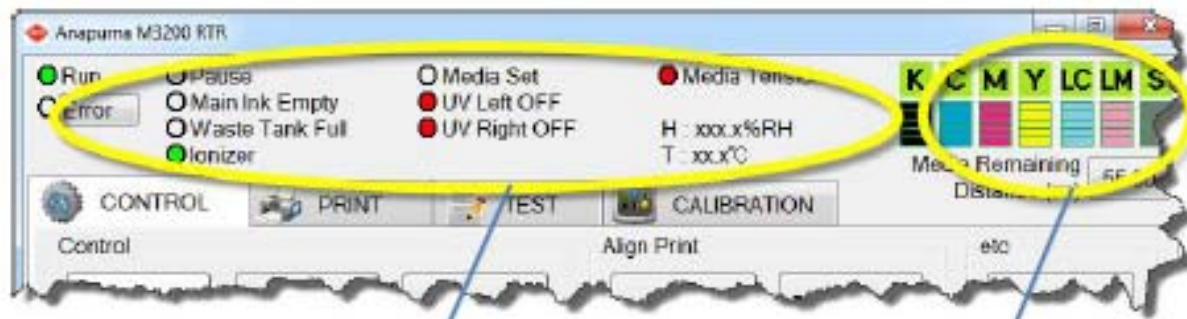 Anapurna M3200 RTR
Run
Error
Pause
Main Ink Empty
Waste Tank Full
Ionizer
Media Set
UV Left OFF
UV Right OFF
Media
H : xxx.x%RH
T : xx.x°C
K C M Y LC LM
Media Remaining
CONTROL PRINT TEST CALIBRATION
Control Align Print etc